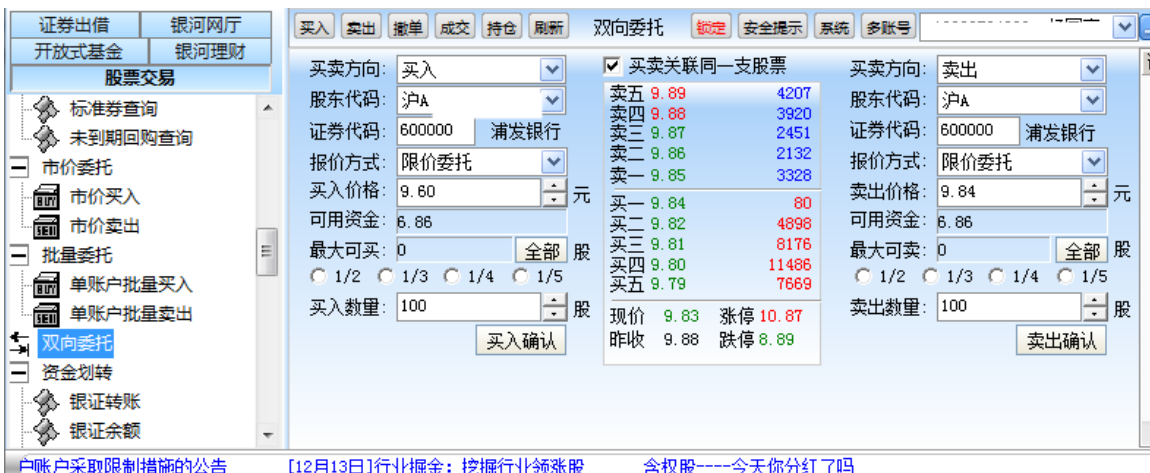 证券出借 银河网厅
开放式基金 银河理财
股票交易
标准券查询
未到期回购查询
市价委托
市价买入
市价卖出
批量委托
单账户批量买入
单账户批量卖出
双向委托
资金划转
银证转账
银证余额
买入 卖出 撤单 成交 持仓 刷新 双向委托 锁定 安全提示 系统 多账号
买卖方向: 买入
股东代码: 沪A
证券代码: 600000 浦发银行
报价方式: 限价委托
买入价格: 9.60 元
可用资金: 6.86
最大可买: 0 全部 股
1/2 1/3 1/4 1/5
买入数量: 100 股
买入确认
买卖关联同一支股票
卖五 9.89 4207
卖四 9.88 3920
卖三 9.87 2451
卖二 9.86 2132
卖一 9.85 3328
买一 9.84 80
买二 9.82 4898
买三 9.81 8176
买四 9.80 11486
买五 9.79 7669
现价 9.83 涨停 10.87
昨收 9.88 跌停 8.89
买卖方向: 卖出
股东代码: 沪A
证券代码: 600000 浦发银行
报价方式: 限价委托
卖出价格: 9.84 元
可用资金: 6.86
最大可卖: 0 全部 股
1/2 1/3 1/4 1/5
卖出数量: 100 股
卖出确认
户账户采取限制措施的公告 [12月13日]行业掘金: 挖掘行业领涨股 含权股----今天你分红了吗